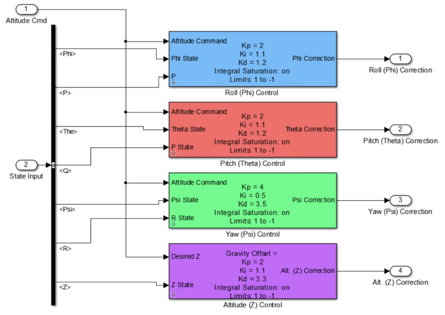 1
Attitude Cmd
<Phi>
<P>
<The>
2
State Input
<Q>
<Psi>
<R>
<Z>
Attitude Command
Kp = 2
Phi State
Ki = 1.1
Phi Correction
Kd = 1.2
P
Integral Saturation: on
Limits 1 to -1
Roll (Phi) Control
1
Roll (Phi) Correction
Attitude Command
Kp = 2
Ki = 1.1
Theta State
Theta Correction
Kd = 1.2
P State
Integral Saturation: on
Limits 1 to -1
Pitch (Theta) Control
2
Pitch (Theta) Correction
Attitude Command
Kp = 4
Psi State
Ki = 0.5
Psi Correction
Kd = 3.5
R State
Integral Saturation: on
Limits 1 to -1
Yaw (Psi) Control
3
Yaw (Psi) Correction
Desired Z
Gravity Offset =
Kp = 2
Ki = 1.1
Alt. (Z) Correction
Kd = 3.3
Z State
Integral Saturation: on
Limits 1 to -1
Altitude (Z) Control
4
Alt. (Z) Correction